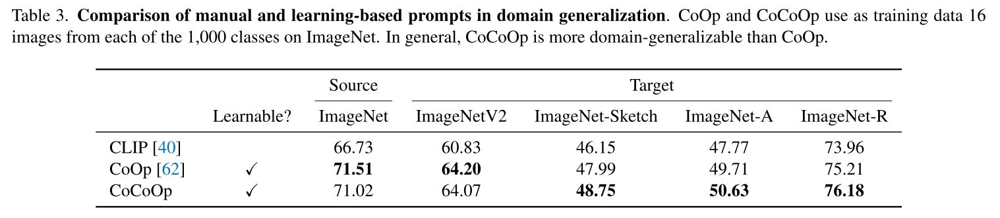 Table 3. Comparison of manual and learning-based prompts in domain generalization. CoOp and CoCoOp use as training data 16
images from each of the 1,000 classes on ImageNet. In general, CoCoOp is more domain-generalizable than CoOp.
Source Target
Learnable? ImageNet ImageNetV2 ImageNet-Sketch ImageNet-A ImageNet-R
CLIP [40] 66.73 60.83 46.15 47.77 73.96
CoOp [62] ✓ 71.51 64.20 47.99 49.71 75.21
CoCoOp ✓ 71.02 64.07 48.75 50.63 76.18